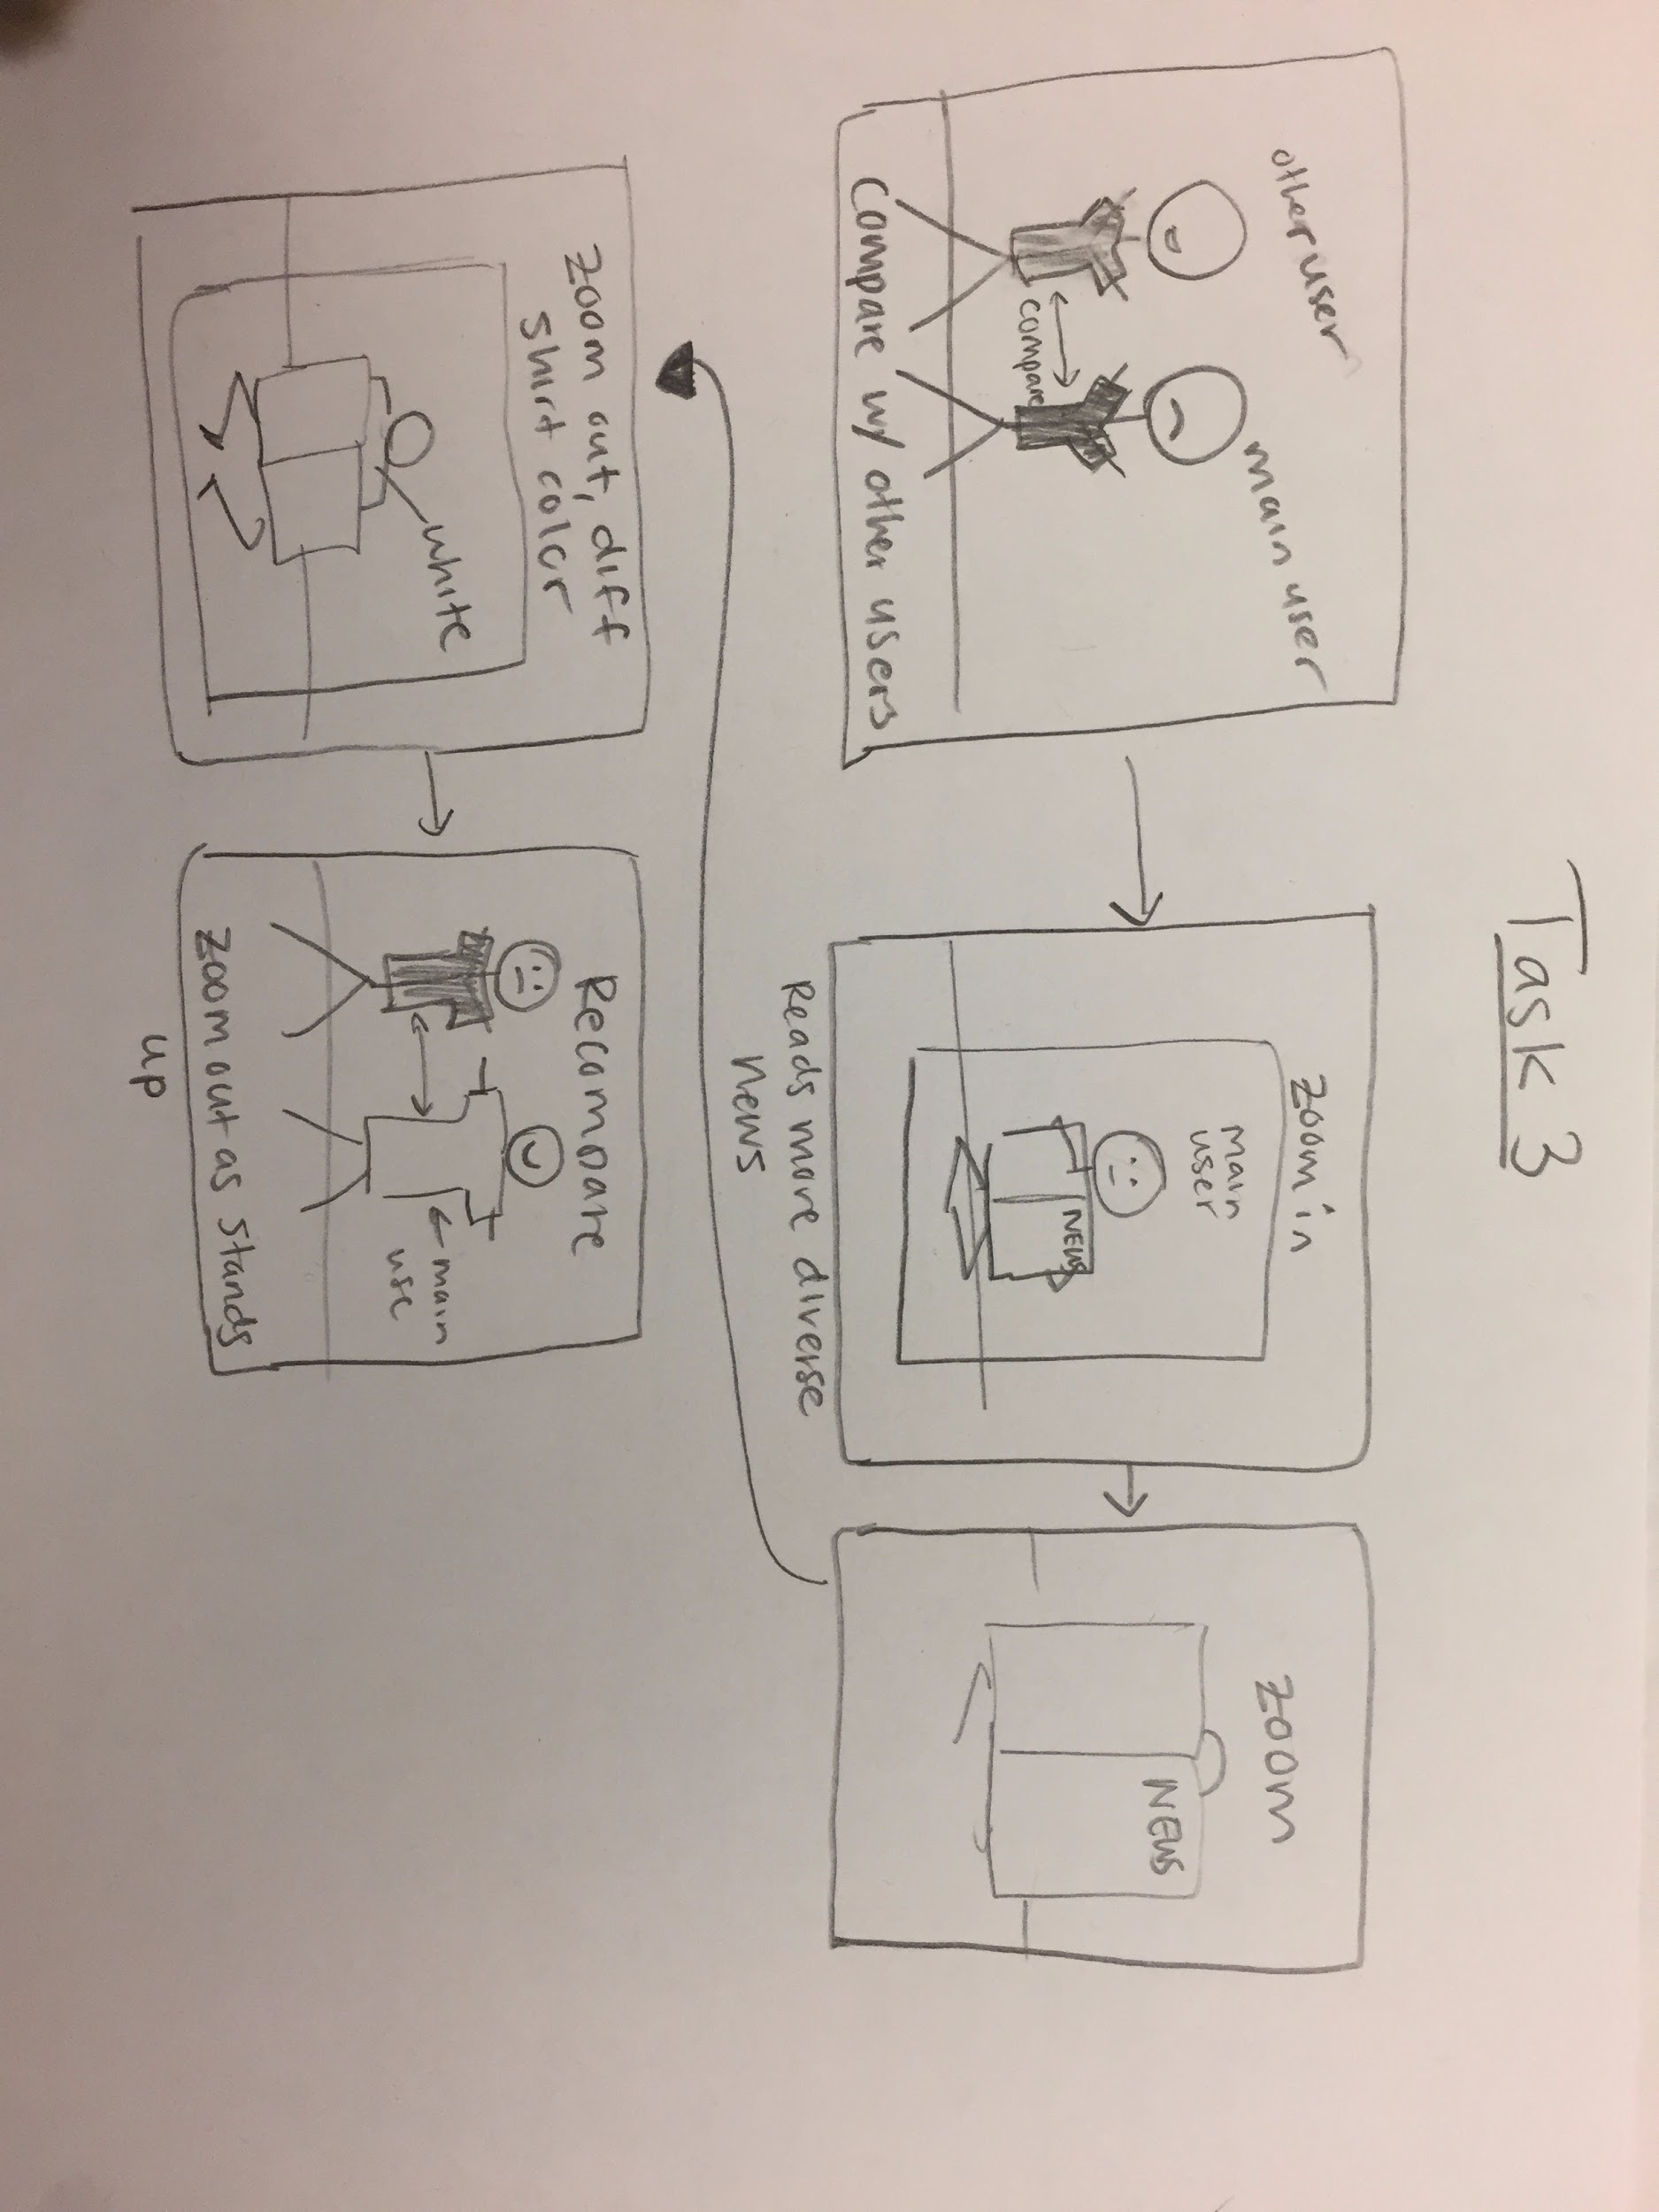 Task 3
other user
main user
compare
Compare w/ other users
Zoom in
main
user
NEWS
Reads more diverse
News
Zoom
NEWS
Zoom out, diff
shirt color
white
Recompare
main
use
Zoom out as stands
up